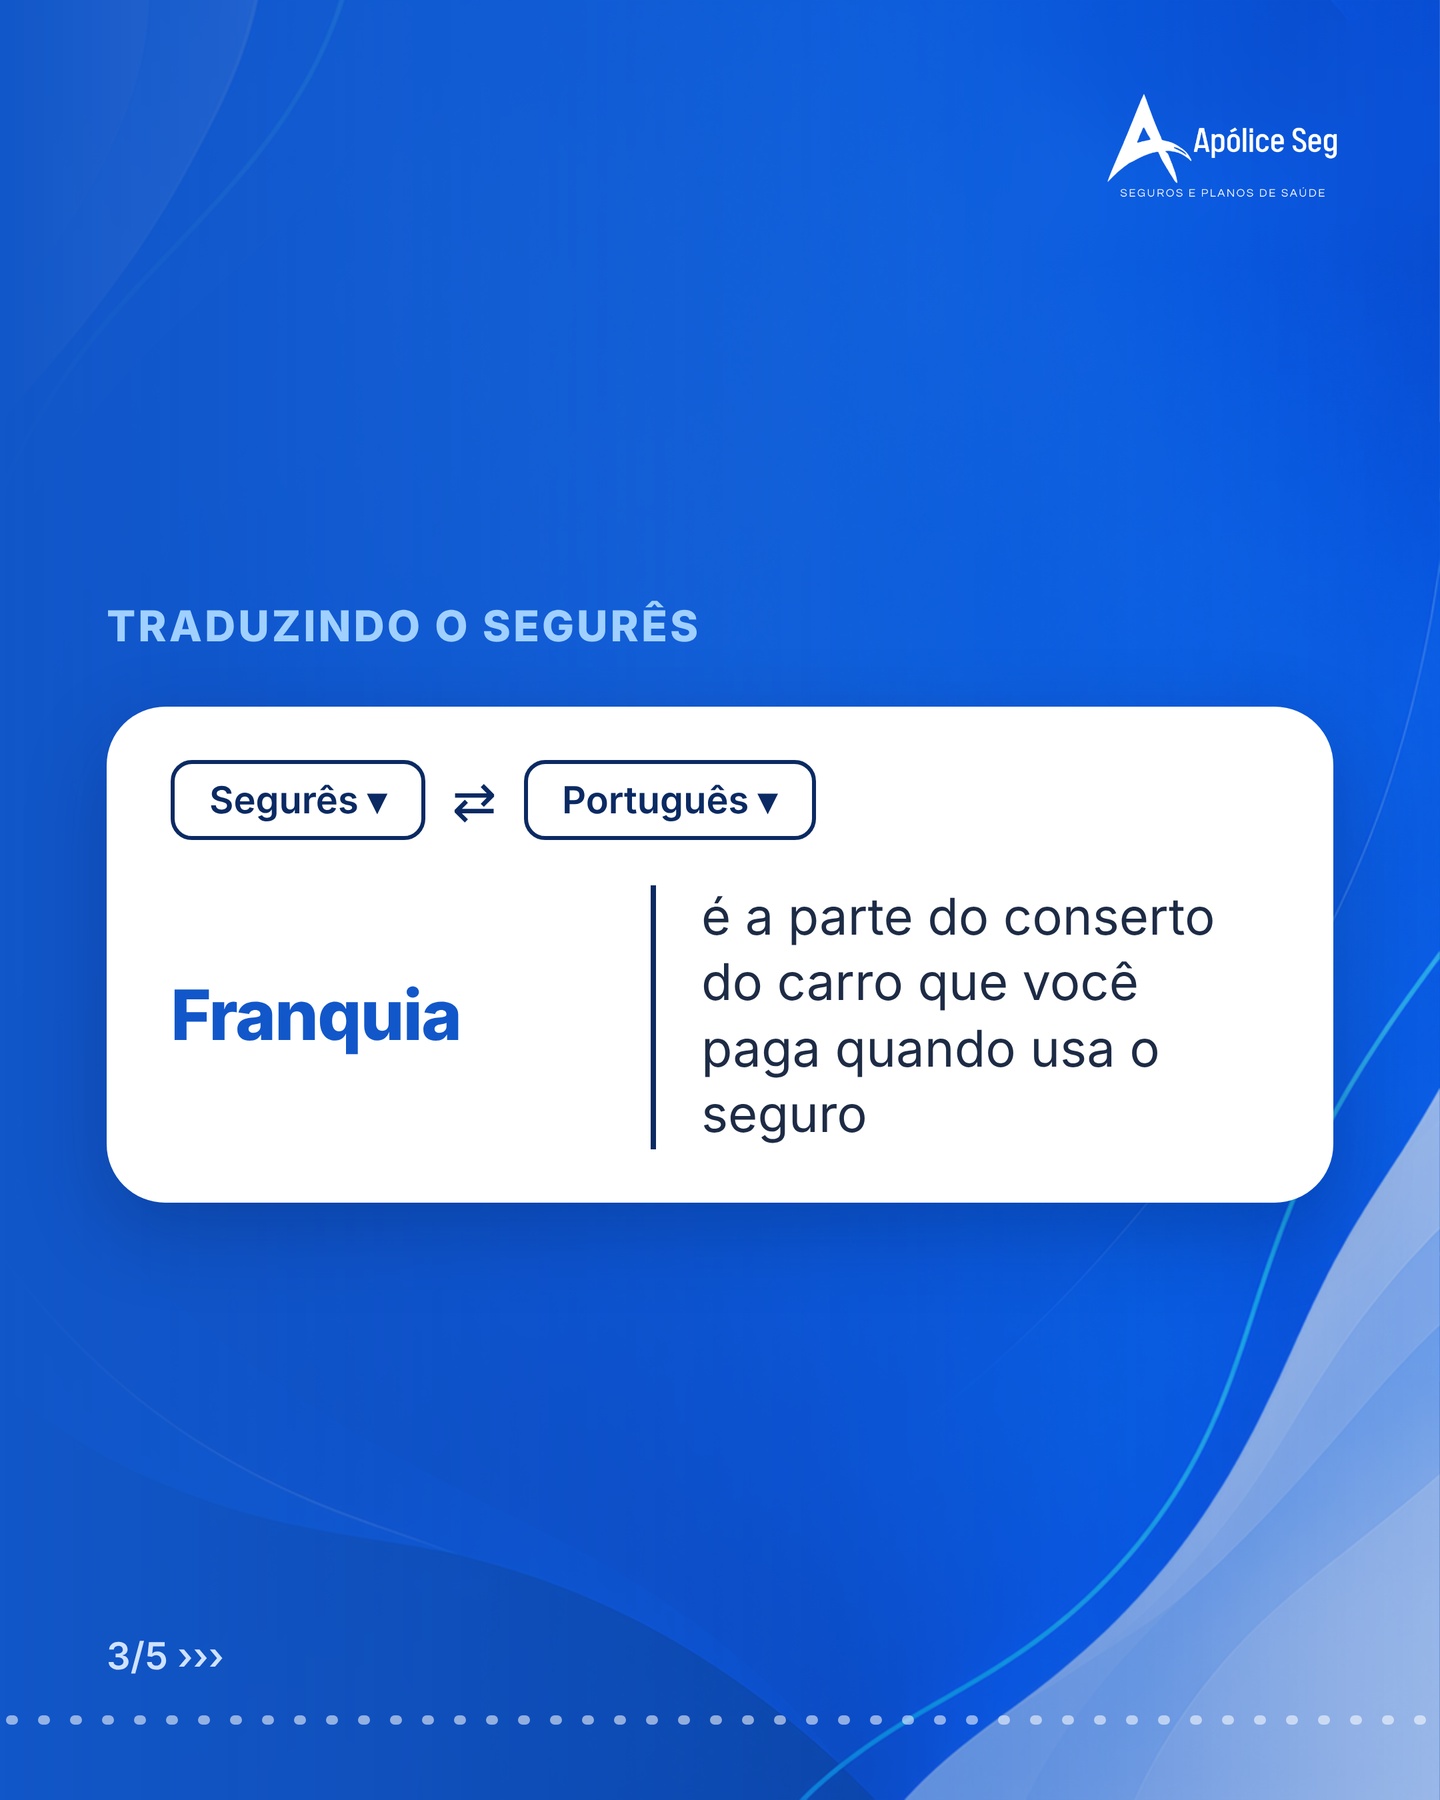 Apólice Seg
SEGUROS E PLANOS DE SAÚDE
TRADUZINDO O SEGURÊS
Segurês ▾ ⇄ Português ▾
Franquia
é a parte do conserto
do carro que você
paga quando usa o
seguro
3/5 ›››